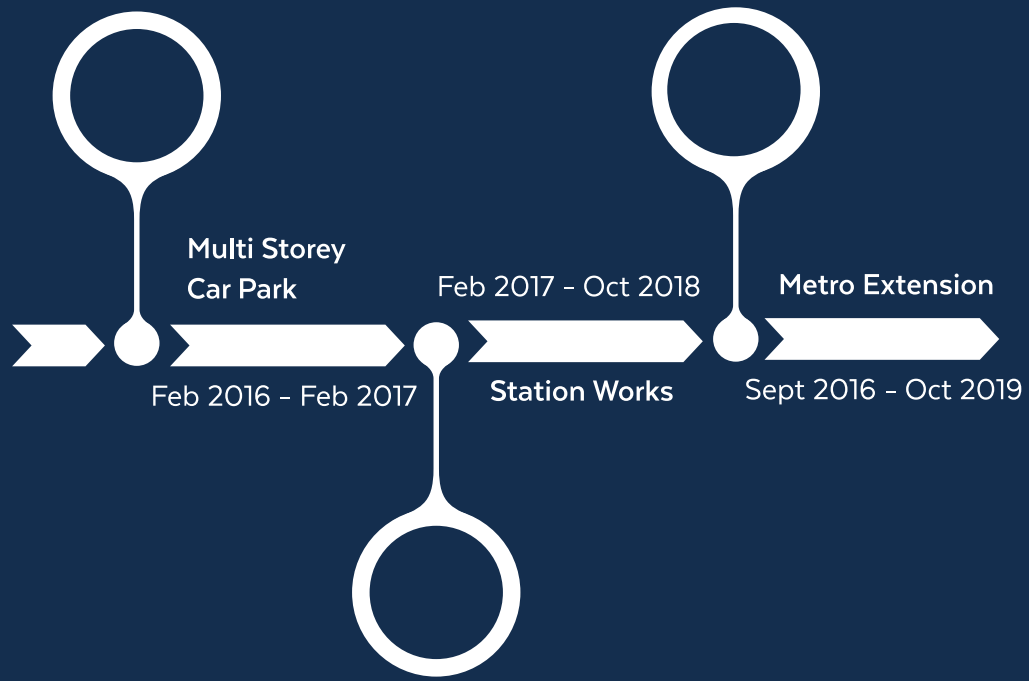 Multi Storey
Car Park
Feb 2016 - Feb 2017
Feb 2017 - Oct 2018
Station Works
Metro Extension
Sept 2016 - Oct 2019